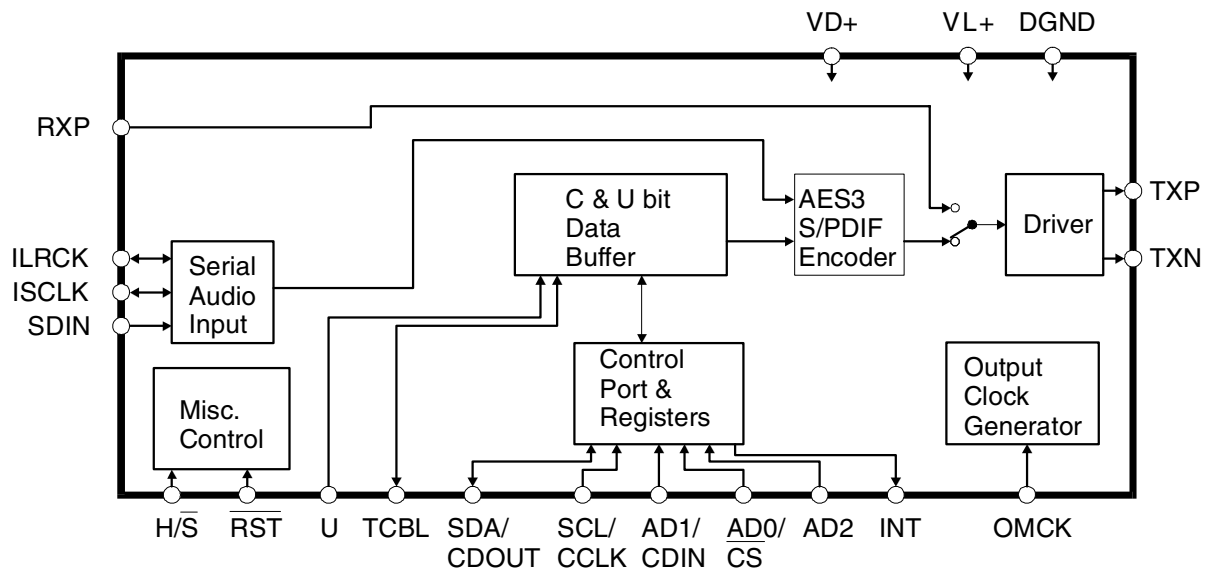 VD+ VL+ DGND
RXP
C & U bit
Data
Buffer
AES3
S/PDIF
Encoder
Driver
TXP
TXN
ILRCK
ISCLK
SDIN
Serial
Audio
Input
Misc.
Control
Control
Port &
Registers
Output
Clock
Generator
H/S̅ R̅S̅T̅ U TCBL SDA/ SCL/ AD1/ AD0/ AD2 INT OMCK
CDOUT CCLK CDIN C̅S̅